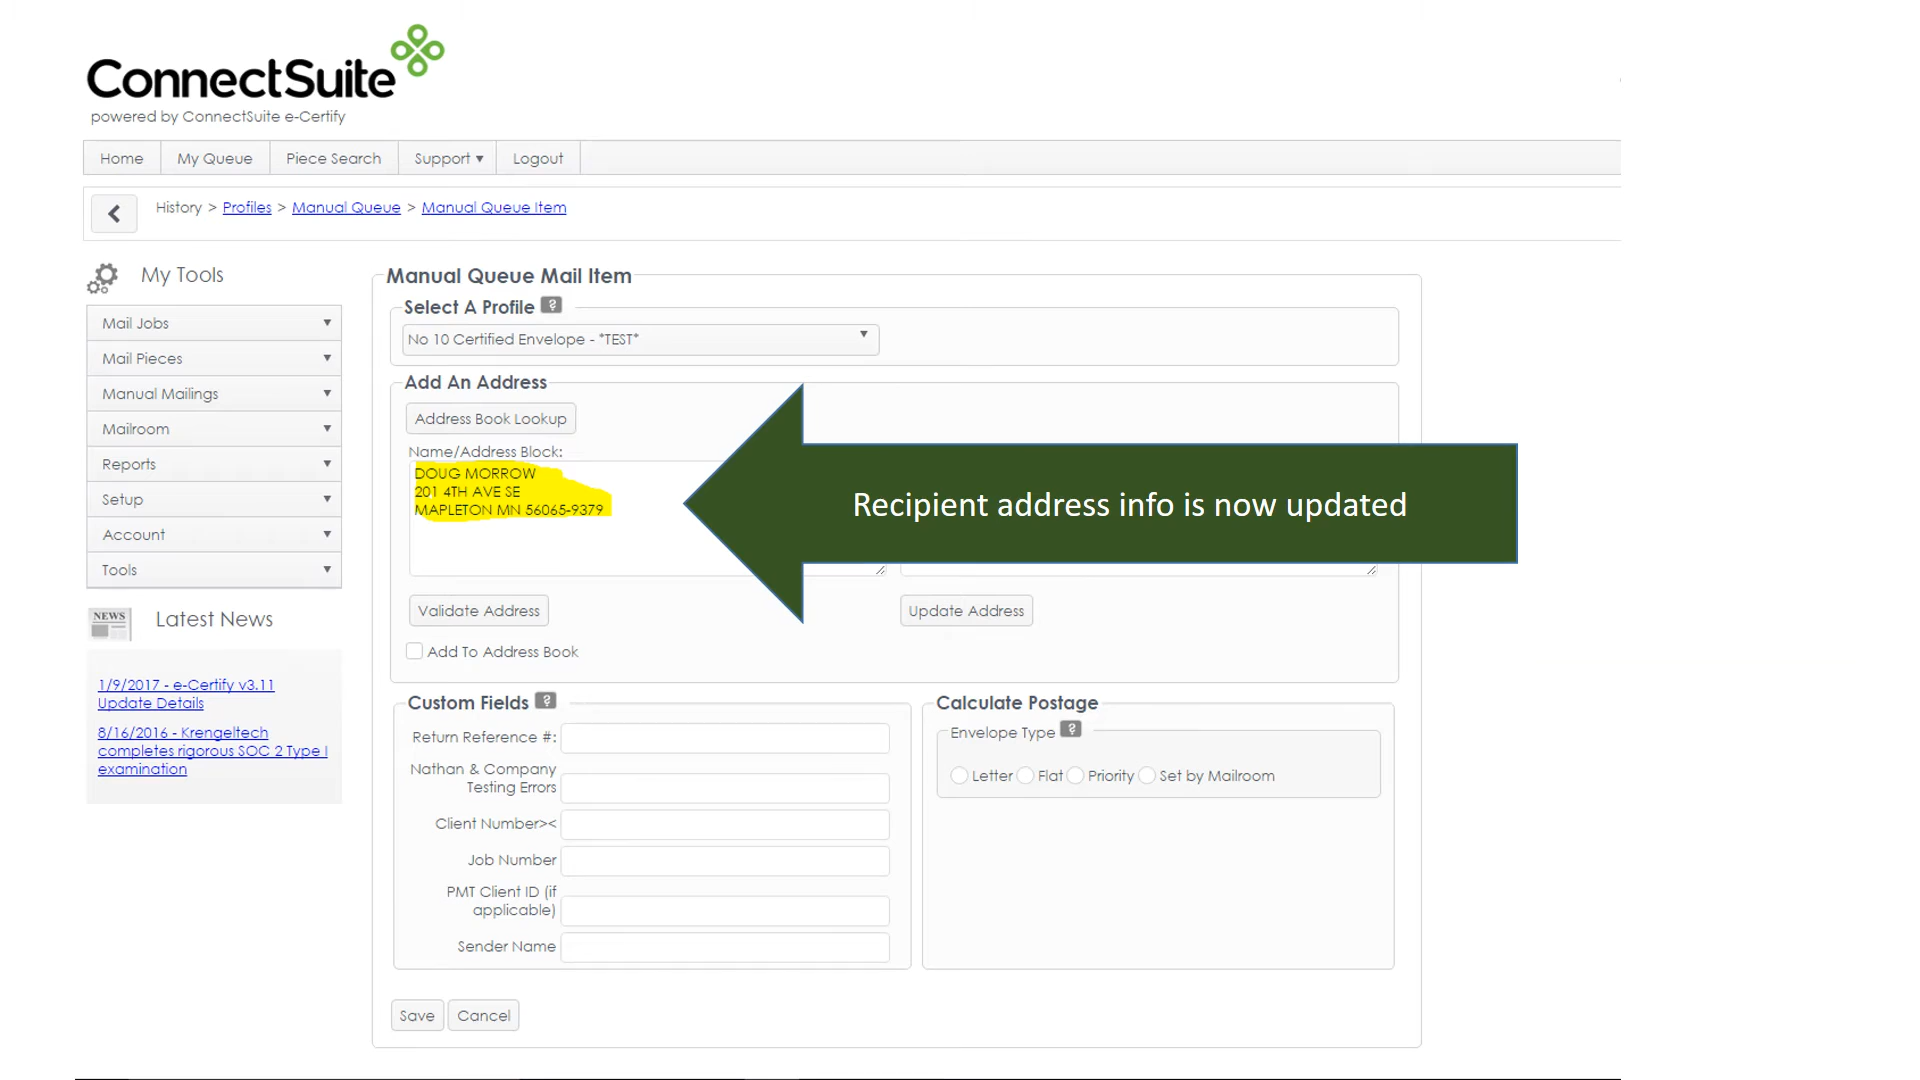 ConnectSuite
powered by ConnectSuite e-Certify
Home
My Queue
Piece Search
Support ▾
Logout
History > Profiles > Manual Queue > Manual Queue Item
My Tools
Mail Jobs
Mail Pieces
Manual Mailings
Mailroom
Reports
Setup
Account
Tools
NEWS
Latest News
1/9/2017 - e-Certify v3.11
Update Details
8/16/2016 - Krengeltech
completes rigorous SOC 2 Type I
examination
Manual Queue Mail Item
Select A Profile ?
No 10 Certified Envelope - *TEST*
Add An Address
Address Book Lookup
Name/Address Block:
DOUG MORROW
201 4TH AVE SE
MAPLETON MN 56065-9379
Recipient address info is now updated
Validate Address
Update Address
Add To Address Book
Custom Fields ?
Return Reference #:
Nathan & Company
Testing Errors
Client Number><
Job Number
PMT Client ID (if
applicable)
Sender Name
Calculate Postage
Envelope Type ?
Letter
Flat
Priority
Set by Mailroom
Save
Cancel